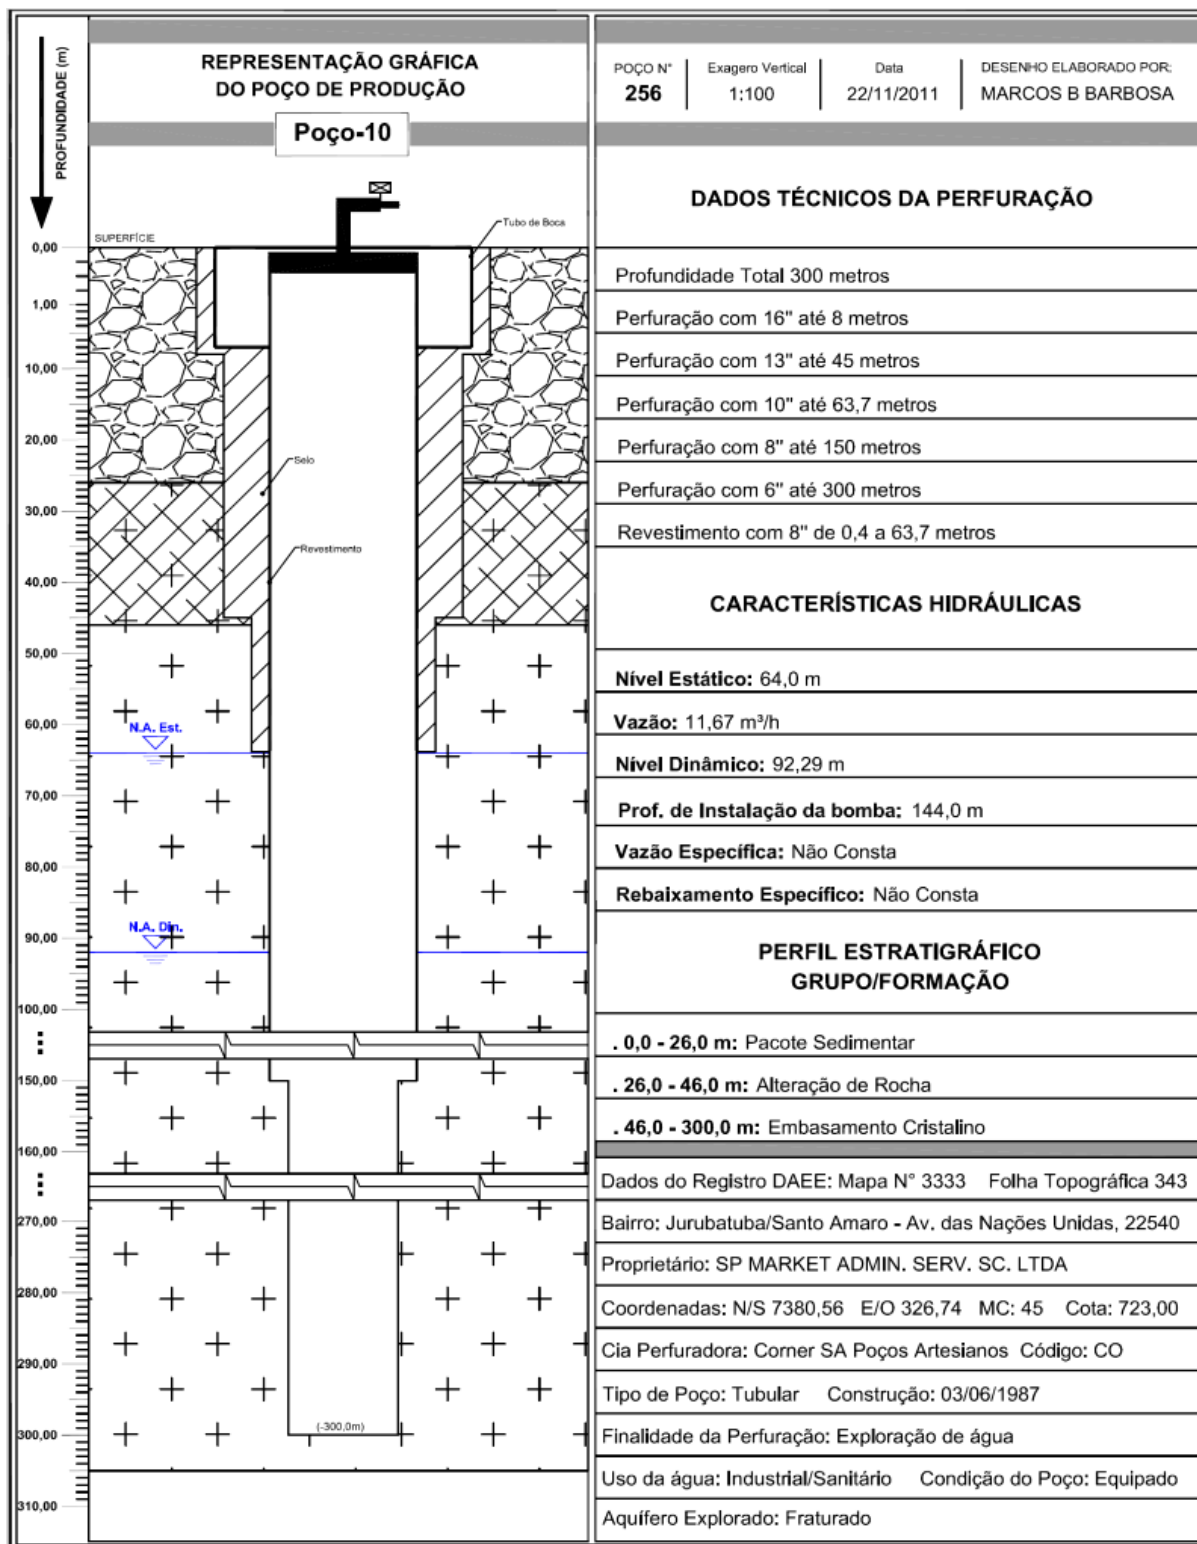 PROFUNDIDADE (m)
REPRESENTAÇÃO GRÁFICA
DO POÇO DE PRODUÇÃO
Poço-10
SUPERFÍCIE
Tubo de Boca
Selo
Revestimento
N.A. Est.
N.A. Din.
(-300,0m)
0,00
1,00
10,00
20,00
30,00
40,00
50,00
60,00
70,00
80,00
90,00
100,00
150,00
160,00
270,00
280,00
290,00
300,00
310,00
POÇO N° Exagero Vertical Data DESENHO ELABORADO POR:
256 1:100 22/11/2011 MARCOS B BARBOSA
DADOS TÉCNICOS DA PERFURAÇÃO
Profundidade Total 300 metros
Perfuração com 16" até 8 metros
Perfuração com 13" até 45 metros
Perfuração com 10" até 63,7 metros
Perfuração com 8" até 150 metros
Perfuração com 6" até 300 metros
Revestimento com 8" de 0,4 a 63,7 metros
CARACTERÍSTICAS HIDRÁULICAS
Nível Estático: 64,0 m
Vazão: 11,67 m³/h
Nível Dinâmico: 92,29 m
Prof. de Instalação da bomba: 144,0 m
Vazão Específica: Não Consta
Rebaixamento Específico: Não Consta
PERFIL ESTRATIGRÁFICO
GRUPO/FORMAÇÃO
. 0,0 - 26,0 m: Pacote Sedimentar
. 26,0 - 46,0 m: Alteração de Rocha
. 46,0 - 300,0 m: Embasamento Cristalino
Dados do Registro DAEE: Mapa N° 3333 Folha Topográfica 343
Bairro: Jurubatuba/Santo Amaro - Av. das Nações Unidas, 22540
Proprietário: SP MARKET ADMIN. SERV. SC. LTDA
Coordenadas: N/S 7380,56 E/O 326,74 MC: 45 Cota: 723,00
Cia Perfuradora: Corner SA Poços Artesianos Código: CO
Tipo de Poço: Tubular Construção: 03/06/1987
Finalidade da Perfuração: Exploração de água
Uso da água: Industrial/Sanitário Condição do Poço: Equipado
Aquífero Explorado: Fraturado